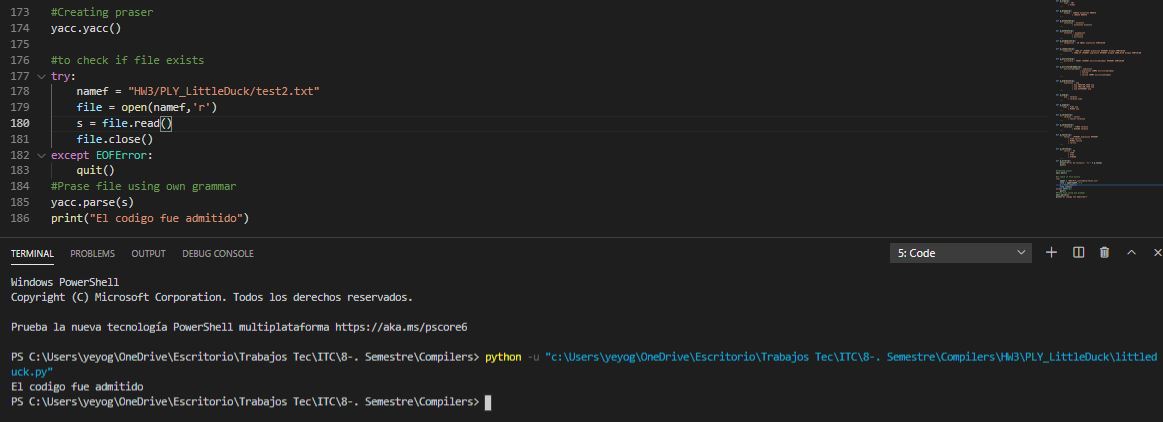 173 #Creating praser
174 yacc.yacc()
175
176 #to check if file exists
177 try:
178 namef = "HW3/PLY_LittleDuck/test2.txt"
179 file = open(namef,'r')
180 s = file.read()
181 file.close()
182 except EOFError:
183 quit()
184 #Prase file using own grammar
185 yacc.parse(s)
186 print("El codigo fue admitido")
TERMINAL PROBLEMS OUTPUT DEBUG CONSOLE 5: Code
Windows PowerShell
Copyright (C) Microsoft Corporation. Todos los derechos reservados.
Prueba la nueva tecnología PowerShell multiplataforma https://aka.ms/pscore6
PS C:\Users\yeyog\OneDrive\Escritorio\Trabajos Tec\ITC\8-. Semestre\Compilers> python -u "c:\Users\yeyog\OneDrive\Escritorio\Trabajos Tec\ITC\8-. Semestre\Compilers\HW3\PLY_LittleDuck\littled
uck.py"
El codigo fue admitido
PS C:\Users\yeyog\OneDrive\Escritorio\Trabajos Tec\ITC\8-. Semestre\Compilers>